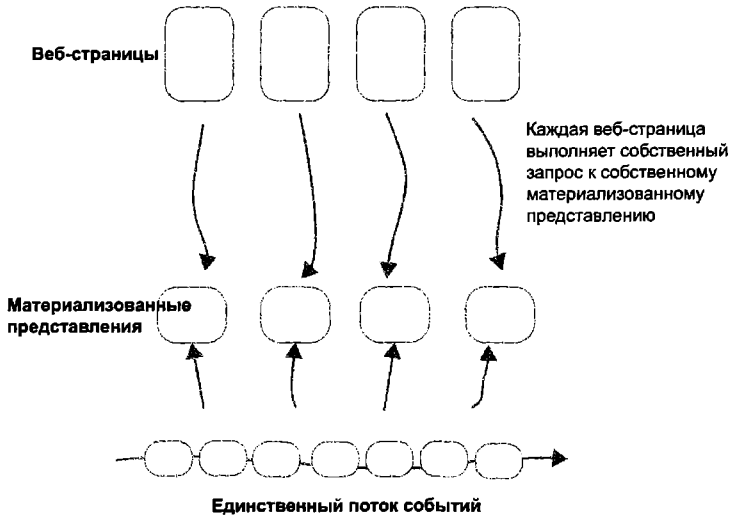 Веб-страницы
Каждая веб-страница
выполняет собственный
запрос к собственному
материализованному
представлению
Материализованные
представления
Единственный поток событий